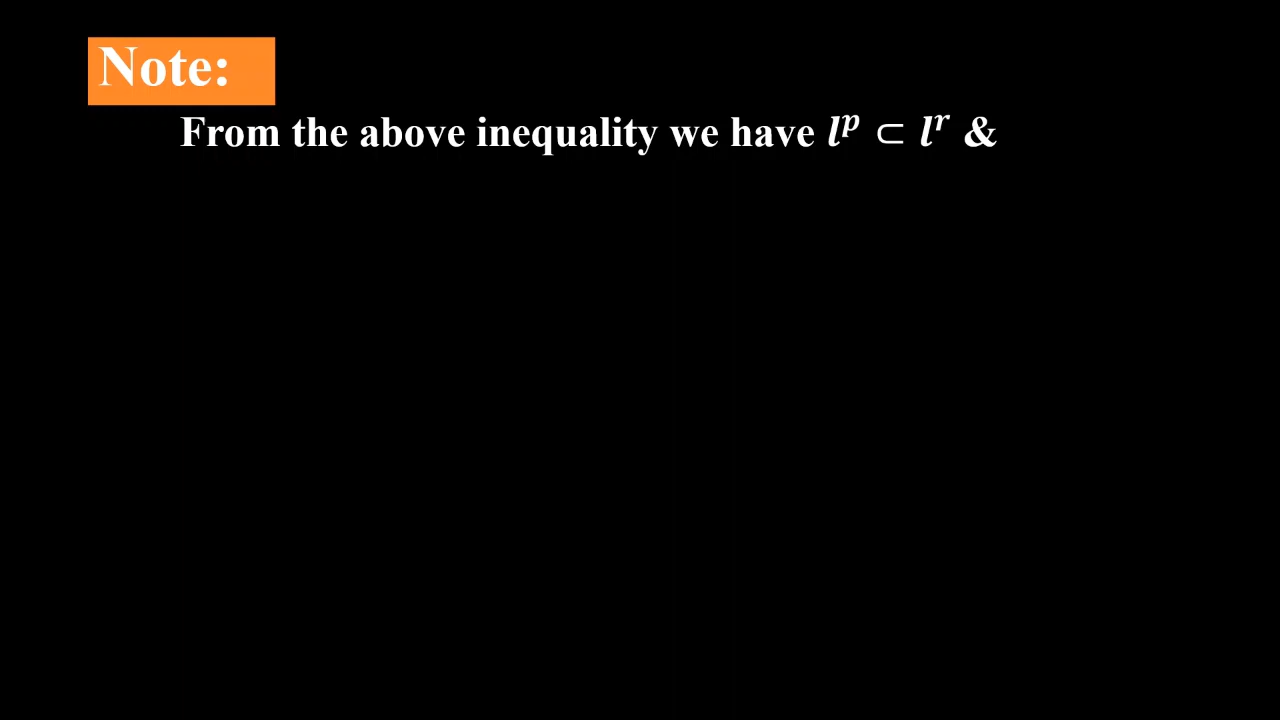 Note:
From the above inequality we have 𝒍ᵖ ⊂ 𝒍ʳ &